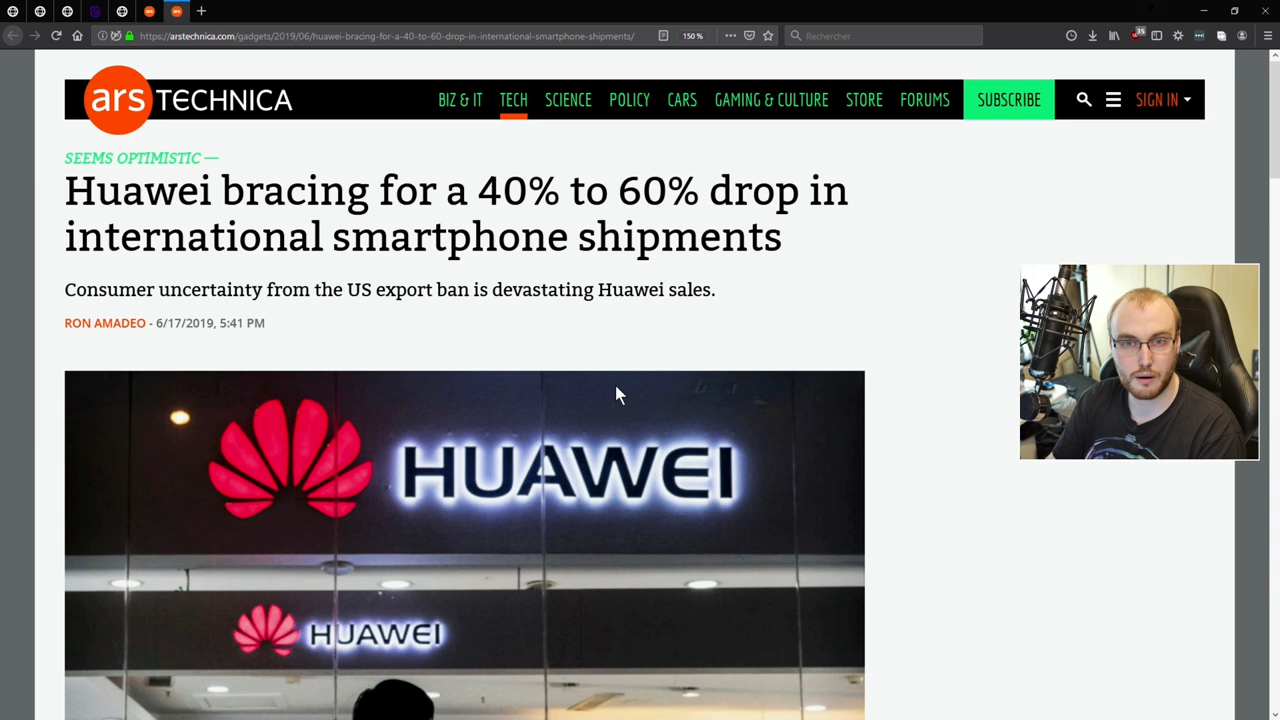 https://arstechnica.com/gadgets/2019/06/huawei-bracing-for-a-40-to-60-drop-in-international-smartphone-shipments/
150 %
Rechercher
35
ars TECHNICA
BIZ & IT TECH SCIENCE POLICY CARS GAMING & CULTURE STORE FORUMS SUBSCRIBE SIGN IN
SEEMS OPTIMISTIC —
Huawei bracing for a 40% to 60% drop in
international smartphone shipments
Consumer uncertainty from the US export ban is devastating Huawei sales.
RON AMADEO - 6/17/2019, 5:41 PM
HUAWEI
HUAWEI